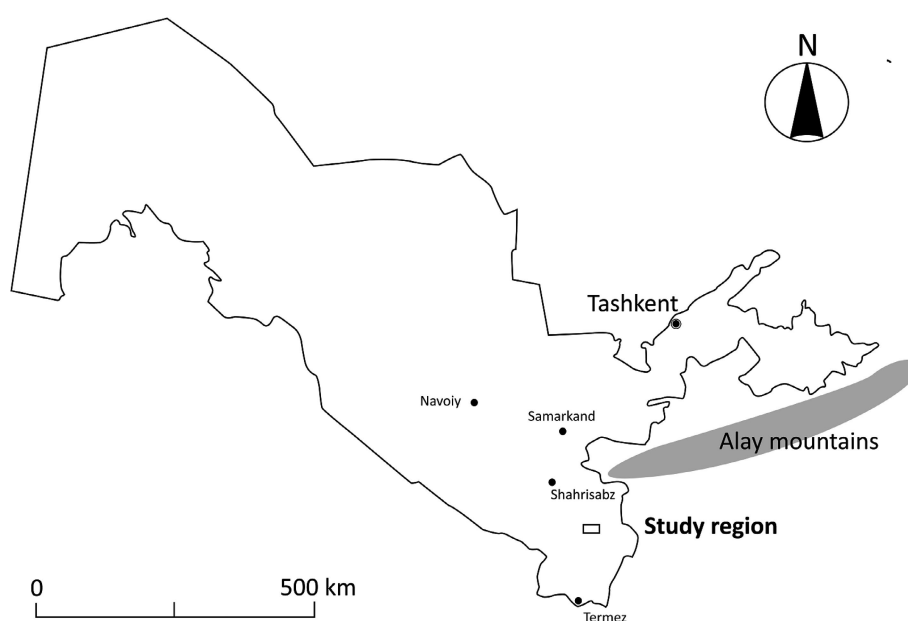 N
Tashkent
Navoiy
Samarkand
Alay mountains
Shahrisabz
Study region
0
500 km
Termez